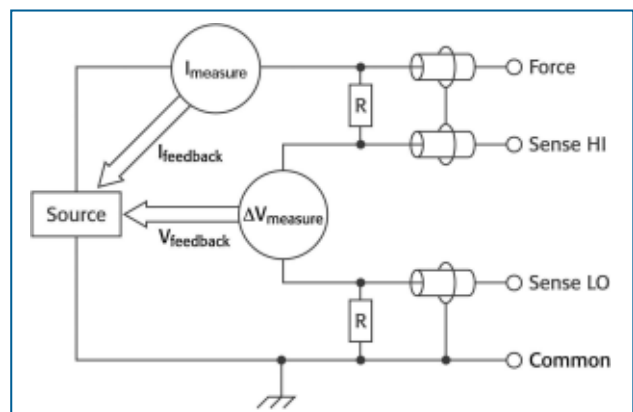 Imeasure
Force
R
Ifeedback
Sense HI
Source
ΔVmeasure
Vfeedback
Sense LO
R
Common